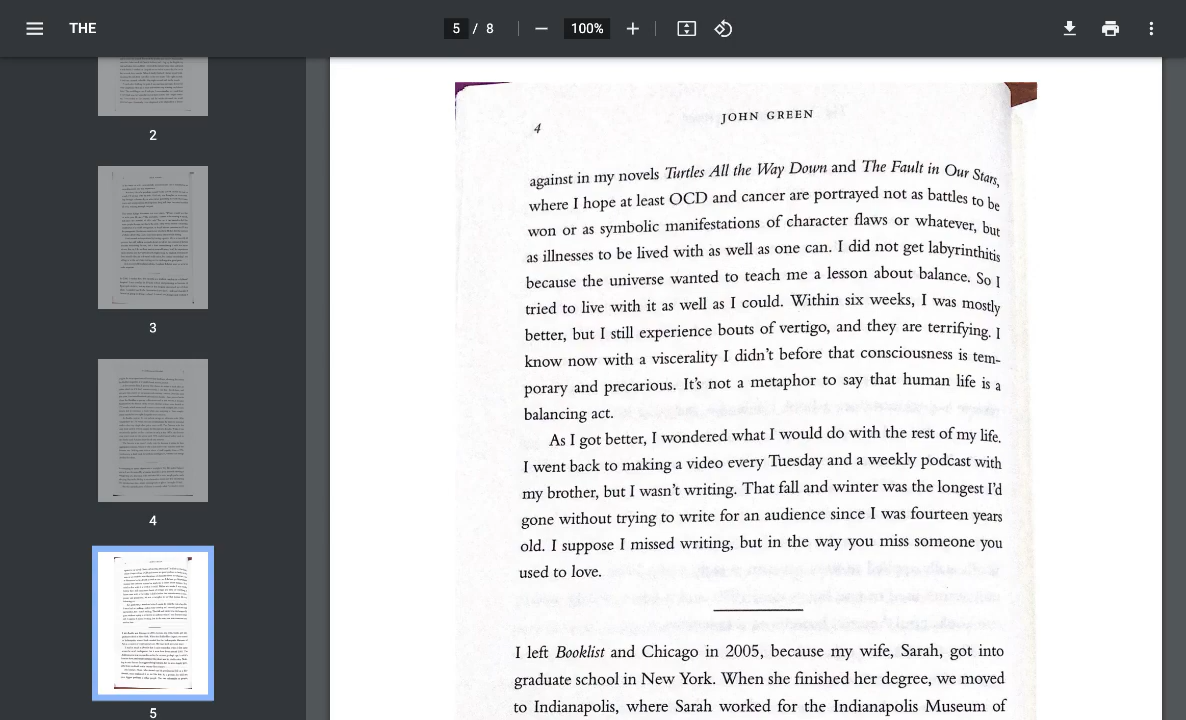 THE
5 / 8
100%
2
3
4
5
4
JOHN GREEN
against in my novels Turtles All the Way Down and The Fault in Our Stars,
where I hope at least OCD and cancer are portrayed not as battles to be
won or as symbolic manifestations of character flaws or whatever, but
as illnesses to be lived with as well as one can. I did not get labyrinthitis
because the universe wanted to teach me a lesson about balance. So I
tried to live with it as well as I could. Within six weeks, I was mostly
better, but I still experience bouts of vertigo, and they are terrifying. I
know now with a viscerality I didn't before that consciousness is tem-
porary and precarious. It's not a metaphor to say that human life is a
balancing act.
As I got better, I wondered what I would do with the rest of my life.
I went back to making a video every Tuesday and a weekly podcast with
my brother, but I wasn't writing. That fall and winter was the longest I'd
gone without trying to write for an audience since I was fourteen years
old. I suppose I missed writing, but in the way you miss someone you
used to love.
I left Booklist and Chicago in 2005, because my wife, Sarah, got into
graduate school in New York. When she finished her degree, we moved
to Indianapolis, where Sarah worked for the Indianapolis Museum of